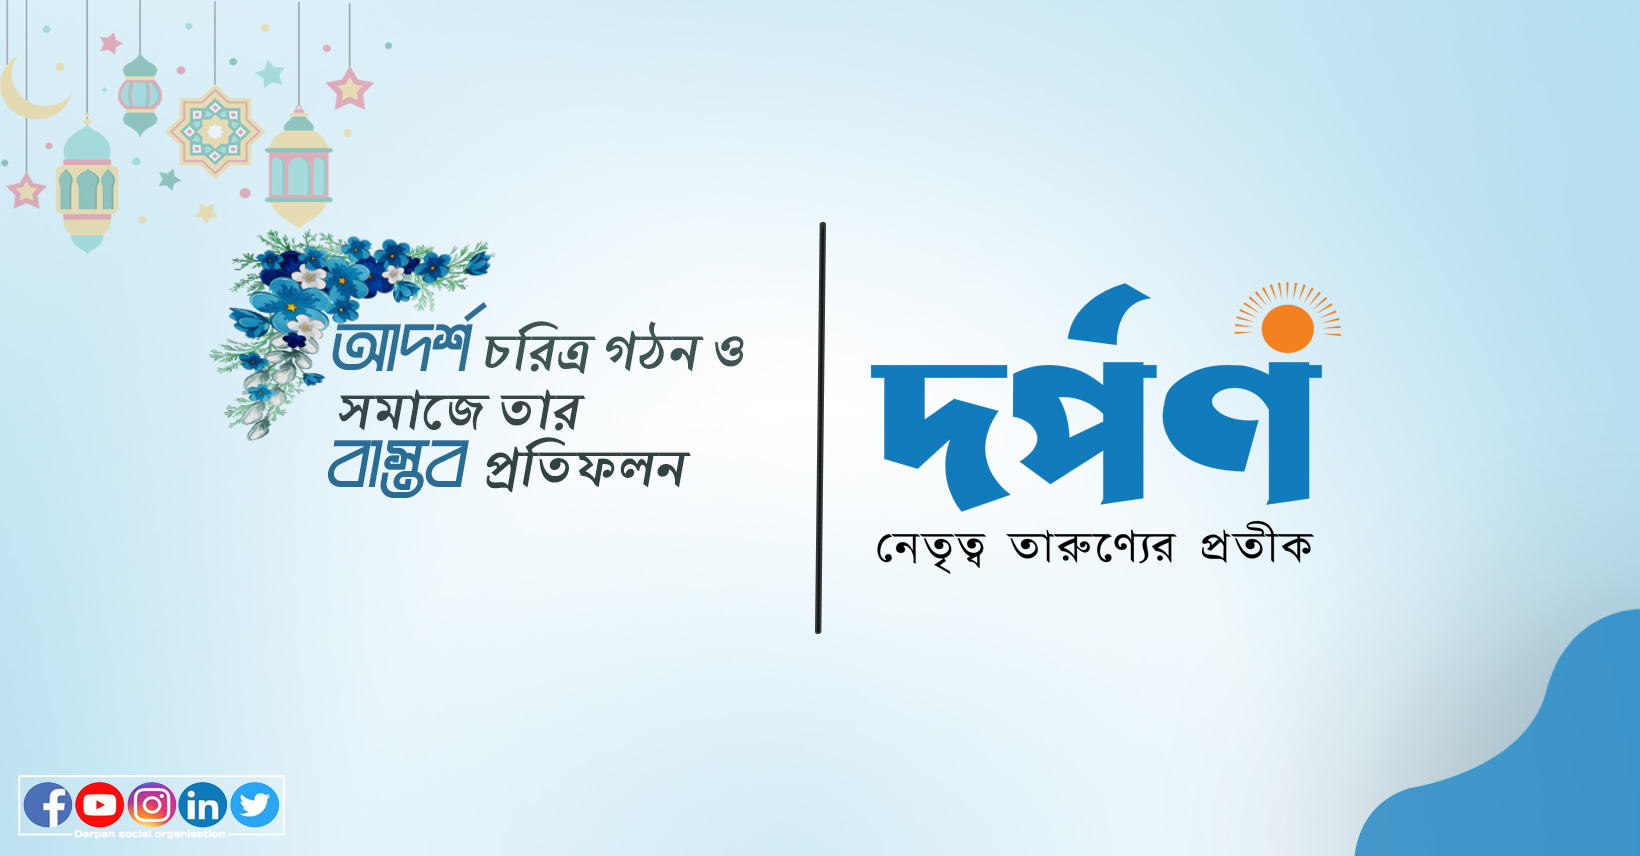 আদর্শ চরিত্র গঠন ও
সমাজে তার
বাস্তব প্রতিফলন
দর্পণ
নেতৃত্ব তারুণ্যের প্রতীক
Darpan social organisation